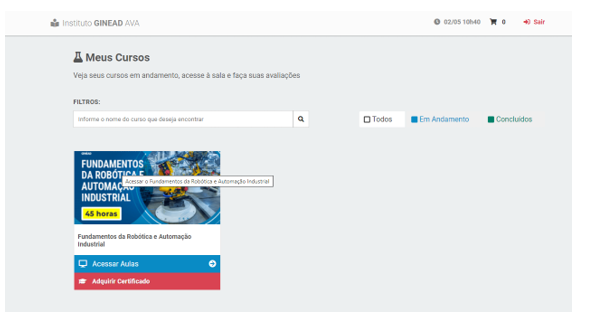 Instituto GINEAD AVA
02/05 10h40
0
Sair
Meus Cursos
Veja seus cursos em andamento, acesse à sala e faça suas avaliações
FILTROS:
Informe o nome do curso que deseja encontrar
Todos
Em Andamento
Concluídos
FUNDAMENTOS
DA ROBÓTICA E
AUTOMAÇÃO
INDUSTRIAL
Acessar o Fundamentos da Robótica e Automação Industrial
45 horas
Fundamentos da Robótica e Automação
Industrial
Acessar Aulas
Adquirir Certificado